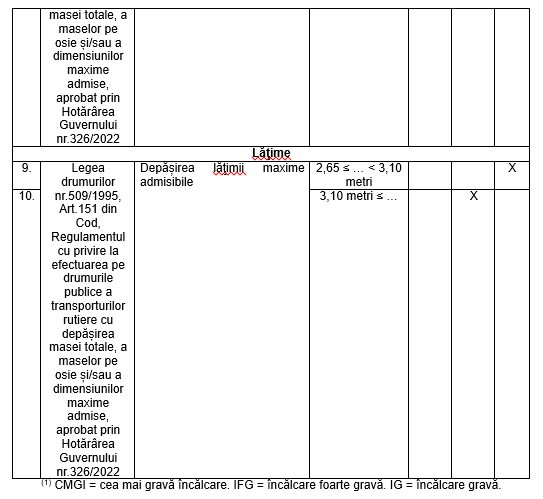 masei totale, a
maselor pe
osie și/sau a
dimensiunilor
maxime
admise,
aprobat prin
Hotărârea
Guvernului
nr.326/2022
Lățime
9.
Legea
drumurilor
nr.509/1995,
Art.151 din
Cod,
Regulamentul
cu privire la
efectuarea pe
drumurile
publice a
transporturilor
rutiere cu
depășirea
masei totale, a
maselor pe
osie și/sau a
dimensiunilor
maxime
admise,
aprobat prin
Hotărârea
Guvernului
nr.326/2022
Depășirea lățimii maxime
admisibile
2,65 ≤ … < 3,10
metri
X
10.
3,10 metri ≤ …
X
(1) CMGI = cea mai gravă încălcare. IFG = încălcare foarte gravă. IG = încălcare gravă.